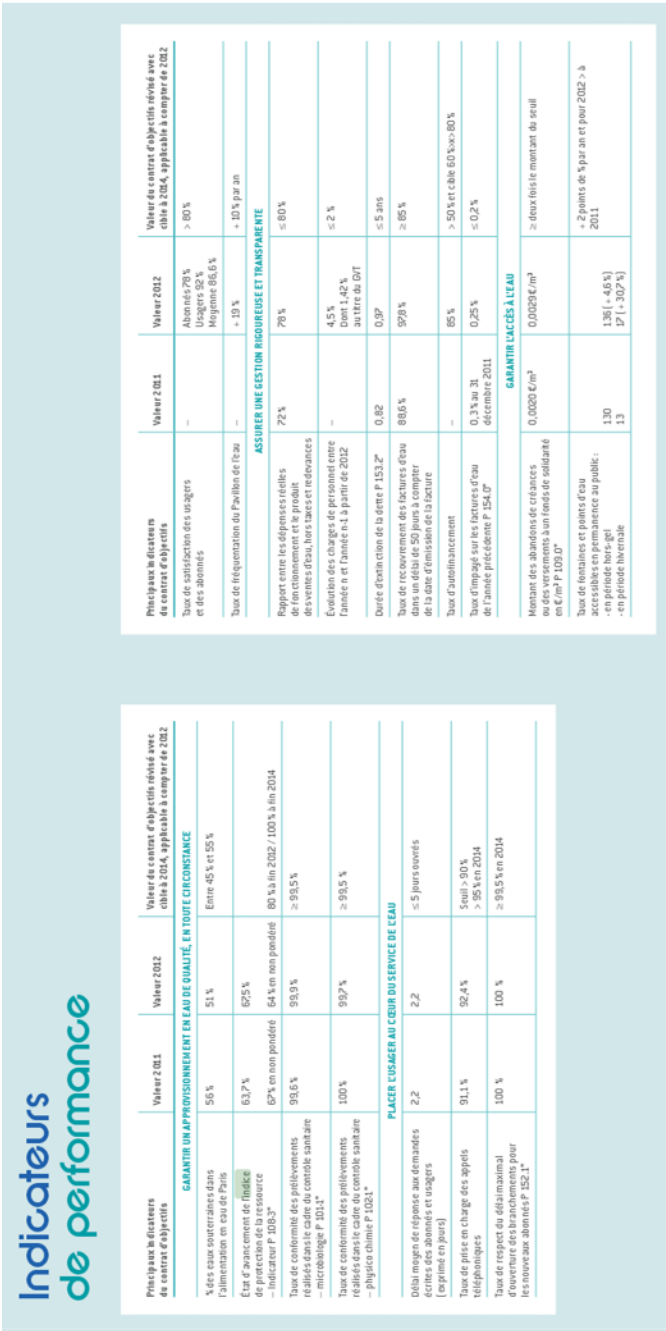 Indicateurs
de performance
Principaux indicateurs
du contrat d'objectifs
Valeur 2011
Valeur 2012
Valeur du contrat d'objectifs révisé avec
cible à 2014, applicable à compter de 2012
GARANTIR UN APPROVISIONNEMENT EN EAU DE QUALITÉ, EN TOUTE CIRCONSTANCE
% des eaux souterraines dans
l'alimentation en eau de Paris
56 %
51 %
Entre 45 % et 55 %
État d'avancement de l'indice
de protection de la ressource
– Indicateur P 108-3*
63,7 %
67% en non pondéré
67,5 %
64 % en non pondéré
80 % à fin 2012 / 100 % à fin 2014
Taux de conformité des prélèvements
réalisés dans le cadre du contrôle sanitaire
– microbiologie P 101-1*
99,6 %
99,9 %
≥ 99,5 %
Taux de conformité des prélèvements
réalisés dans le cadre du contrôle sanitaire
– physico chimie P 102-1*
100 %
99,7 %
≥ 99,5 %
PLACER L'USAGER AU CŒUR DU SERVICE DE L'EAU
Délai moyen de réponse aux demandes
écrites des abonnés et usagers
(exprimé en jours)
2,2
2,2
≤ 5 jours ouvrés
Taux de prise en charge des appels
téléphoniques
91,1 %
92,4 %
Seuil > 90 %
> 95 % en 2014
Taux de respect du délai maximal
d'ouverture des branchements pour
les nouveaux abonnés P 152.1*
100 %
100 %
≥ 99,5 % en 2014
Principaux indicateurs
du contrat d'objectifs
Valeur 2011
Valeur 2012
Valeur du contrat d'objectifs révisé avec
cible à 2014, applicable à compter de 2012
Taux de satisfaction des usagers
et des abonnés
–
Abonnés 78 %
Usagers 92 %
Moyenne 86,6 %
> 80 %
Taux de fréquentation du Pavillon de l'eau
–
+ 19 %
+ 10 % par an
ASSURER UNE GESTION RIGOUREUSE ET TRANSPARENTE
Rapport entre les dépenses réelles
de fonctionnement et le produit
des ventes d'eau, hors taxes et redevances
72 %
78 %
≤ 80 %
Évolution des charges de personnel entre
l'année n et l'année n-1 à partir de 2012
–
4,5 %
Dont 1,42 %
au titre du GVT
≤ 2 %
Durée d'extinction de la dette P 153.2*
0,82
0,97
≤ 5 ans
Taux de recouvrement des factures d'eau
dans un délai de 50 jours à compter
de la date d'émission de la facture
88,6 %
97,8 %
≥ 85 %
Taux d'autofinancement
–
85 %
> 50 % et cible 60 %>x>80 %
Taux d'impayé sur les factures d'eau
de l'année précédente P 154.0*
0,3 % au 31
décembre 2011
0,25 %
≤ 0,2 %
GARANTIR L'ACCÈS À L'EAU
Montant des abandons de créances
ou des versements à un fonds de solidarité
en €/m³ P 109.0*
0,0020 €/m³
0,0029 €/m³
≥ deux fois le montant du seuil
Taux de fontaines et points d'eau
accessibles en permanence au public :
- en période hors-gel
- en période hivernale
130
13
136 ( + 4,6 %)
17 ( + 30,7 %)
+ 2 points de % par an et pour 2012 > à
2011